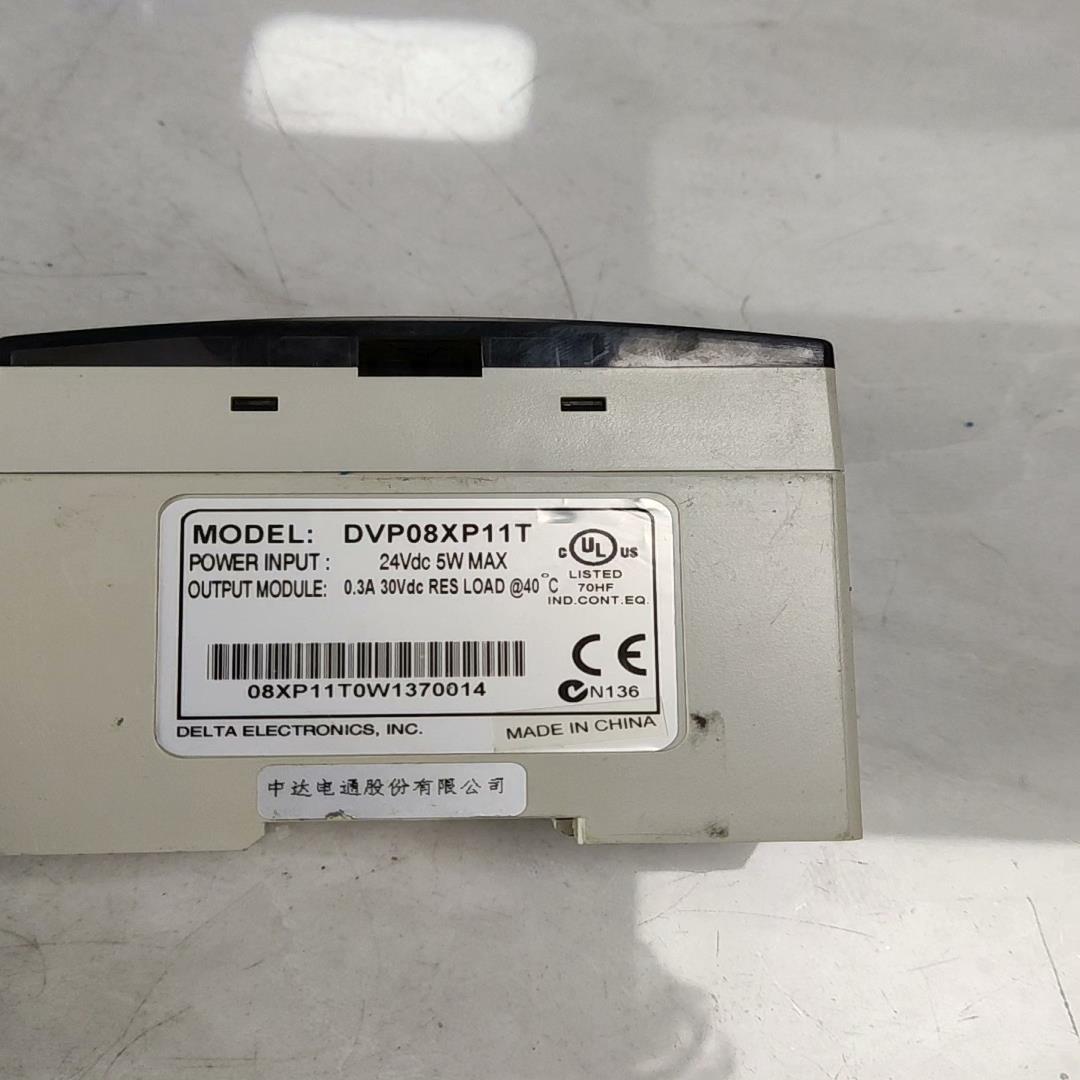 MODEL: DVP08XP11T
POWER INPUT : 24Vdc 5W MAX
OUTPUT MODULE: 0.3A 30Vdc RES LOAD @40°C
C UL US
LISTED
70HF
IND.CONT.EQ.
CE
N136
08XP11T0W1370014
DELTA ELECTRONICS, INC.
MADE IN CHINA
中达电通股份有限公司